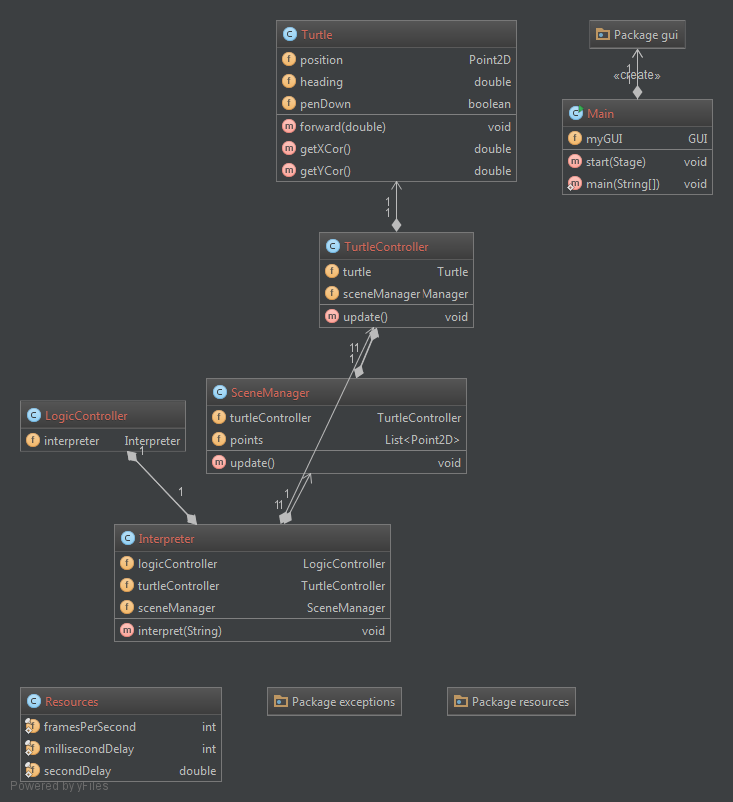 Turtle
position Point2D
heading double
penDown boolean
forward(double) void
getXCor() double
getYCor() double
Package gui
1
«create»
Main
myGUI GUI
start(Stage) void
main(String[]) void
1
1
TurtleController
turtle Turtle
sceneManager Manager
update() void
11
1
SceneManager
turtleController TurtleController
points List<Point2D>
update() void
LogicController
interpreter Interpreter
1
1
1
11
Interpreter
logicController LogicController
turtleController TurtleController
sceneManager SceneManager
interpret(String) void
Resources
framesPerSecond int
millisecondDelay int
secondDelay double
Package exceptions
Package resources
Powered by yFiles